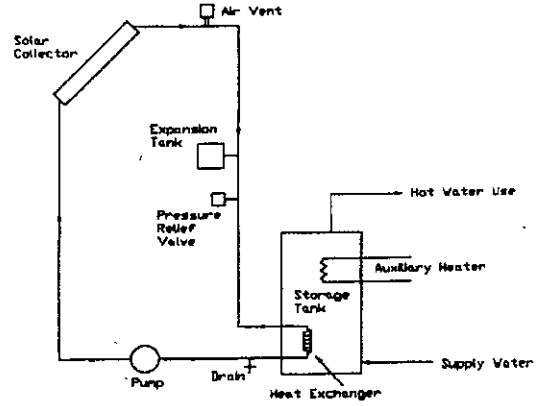 Air Vent
Solar
Collector
Expansion
Tank
Pressure
Relief
Valve
Hot Water Use
Auxiliary Heater
Storage
Tank
Supply Water
Pump
Drain
Heat Exchanger